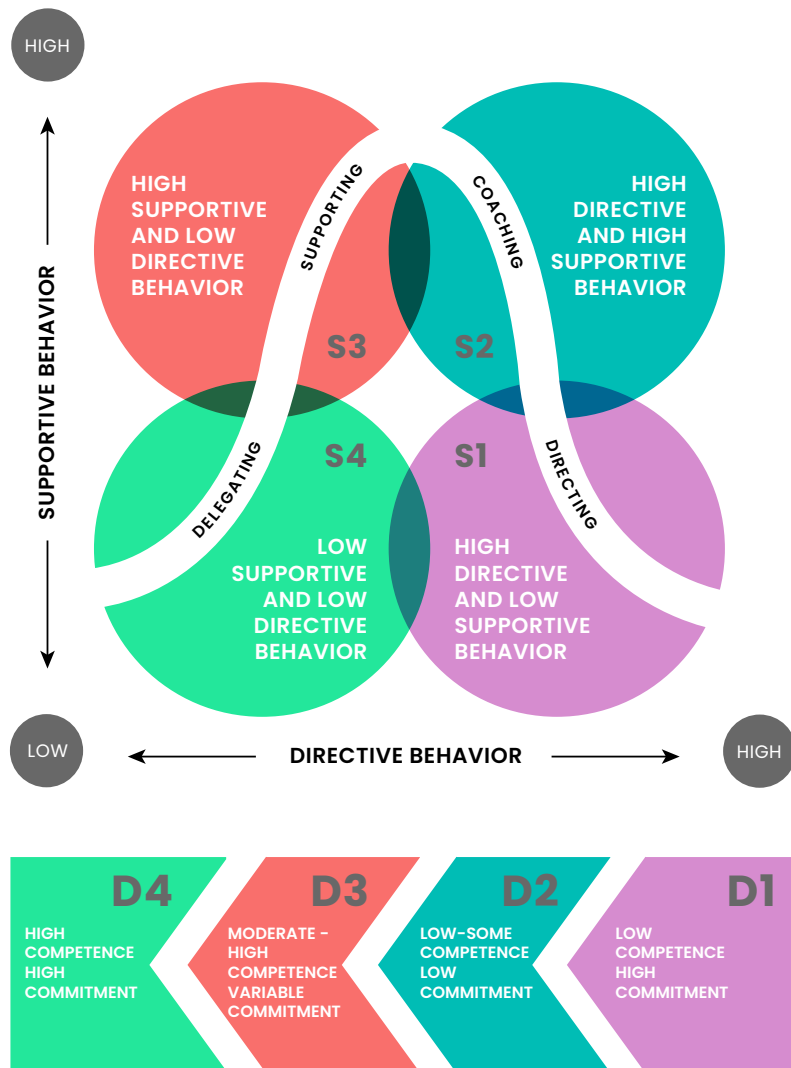 HIGH
HIGH
SUPPORTIVE
AND LOW
DIRECTIVE
BEHAVIOR
SUPPORTING
COACHING
HIGH
DIRECTIVE
AND HIGH
SUPPORTIVE
BEHAVIOR
SUPPORTIVE BEHAVIOR
S3
S2
S4
S1
DELEGATING
DIRECTING
LOW
SUPPORTIVE
AND LOW
DIRECTIVE
BEHAVIOR
HIGH
DIRECTIVE
AND LOW
SUPPORTIVE
BEHAVIOR
LOW
DIRECTIVE BEHAVIOR
HIGH
D4
HIGH
COMPETENCE
HIGH
COMMITMENT
D3
MODERATE -
HIGH
COMPETENCE
VARIABLE
COMMITMENT
D2
LOW-SOME
COMPETENCE
LOW
COMMITMENT
D1
LOW
COMPETENCE
HIGH
COMMITMENT